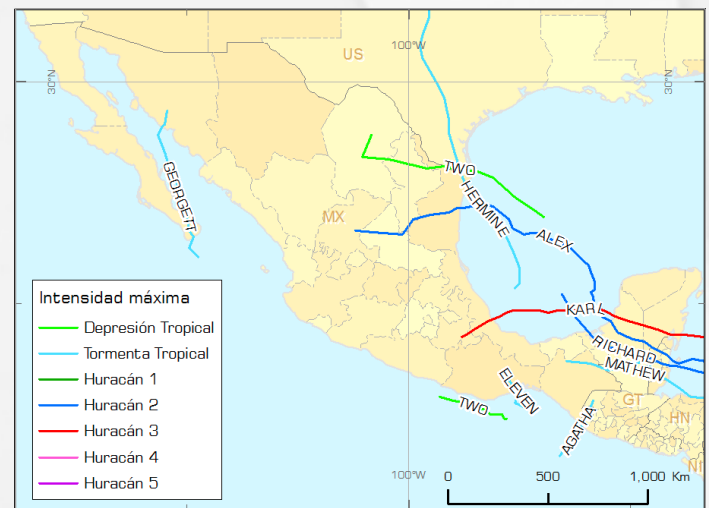 US
100°W
30°N
30°N
TWO
GEORGETT
HERMINE
MX
ALEX
KARL
RICHARD
MATHEW
ELEVEN
TWO
AGATHA
GT
HN
NI
100°W
Intensidad máxima
Depresión Tropical
Tormenta Tropical
Huracán 1
Huracán 2
Huracán 3
Huracán 4
Huracán 5
0 500 1,000 Km